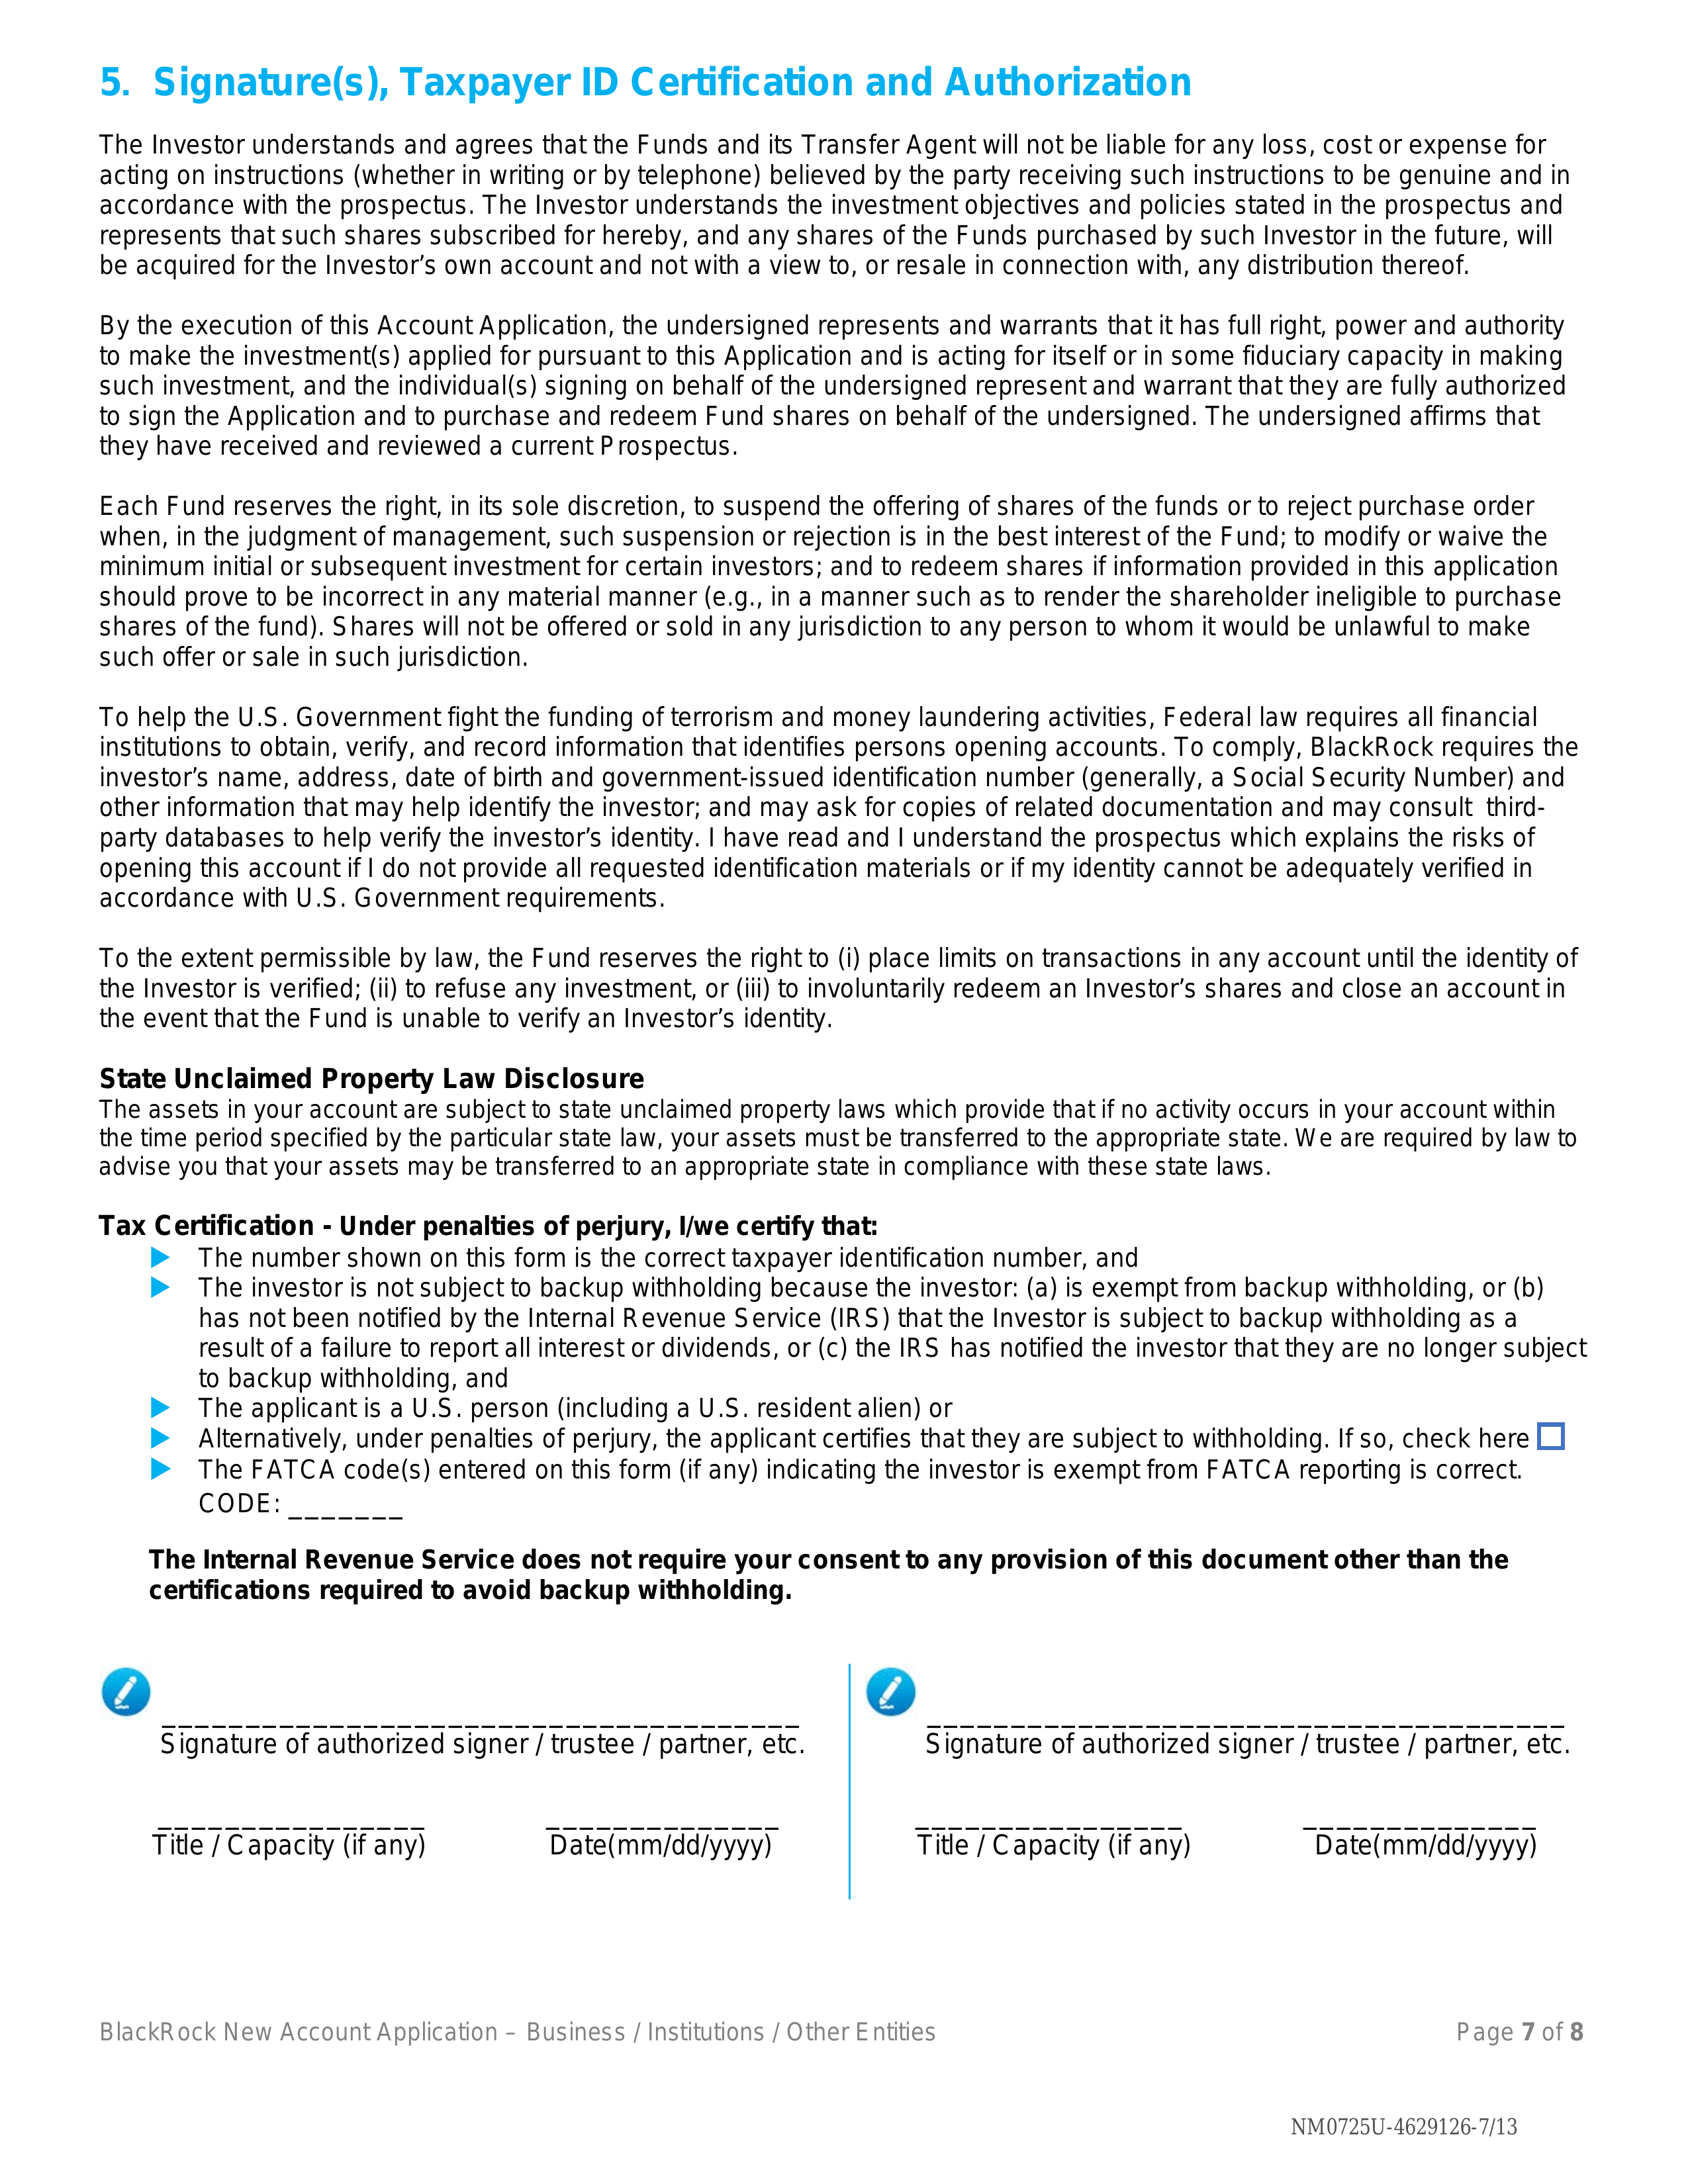 5. Signature(s), Taxpayer ID Certification and Authorization
The Investor understands and agrees that the Funds and its Transfer Agent will not be liable for any loss, cost or expense for
acting on instructions (whether in writing or by telephone) believed by the party receiving such instructions to be genuine and in
accordance with the prospectus. The Investor understands the investment objectives and policies stated in the prospectus and
represents that such shares subscribed for hereby, and any shares of the Funds purchased by such Investor in the future, will
be acquired for the Investor’s own account and not with a view to, or resale in connection with, any distribution thereof.
By the execution of this Account Application, the undersigned represents and warrants that it has full right, power and authority
to make the investment(s) applied for pursuant to this Application and is acting for itself or in some fiduciary capacity in making
such investment, and the individual(s) signing on behalf of the undersigned represent and warrant that they are fully authorized
to sign the Application and to purchase and redeem Fund shares on behalf of the undersigned. The undersigned affirms that
they have received and reviewed a current Prospectus.
Each Fund reserves the right, in its sole discretion, to suspend the offering of shares of the funds or to reject purchase order
when, in the judgment of management, such suspension or rejection is in the best interest of the Fund; to modify or waive the
minimum initial or subsequent investment for certain investors; and to redeem shares if information provided in this application
should prove to be incorrect in any material manner (e.g., in a manner such as to render the shareholder ineligible to purchase
shares of the fund). Shares will not be offered or sold in any jurisdiction to any person to whom it would be unlawful to make
such offer or sale in such jurisdiction.
To help the U.S. Government fight the funding of terrorism and money laundering activities, Federal law requires all financial
institutions to obtain, verify, and record information that identifies persons opening accounts. To comply, BlackRock requires the
investor’s name, address, date of birth and government-issued identification number (generally, a Social Security Number) and
other information that may help identify the investor; and may ask for copies of related documentation and may consult third-
party databases to help verify the investor’s identity. I have read and I understand the prospectus which explains the risks of
opening this account if I do not provide all requested identification materials or if my identity cannot be adequately verified in
accordance with U.S. Government requirements.
To the extent permissible by law, the Fund reserves the right to (i) place limits on transactions in any account until the identity of
the Investor is verified; (ii) to refuse any investment, or (iii) to involuntarily redeem an Investor’s shares and close an account in
the event that the Fund is unable to verify an Investor’s identity.
State Unclaimed Property Law Disclosure
The assets in your account are subject to state unclaimed property laws which provide that if no activity occurs in your account within
the time period specified by the particular state law, your assets must be transferred to the appropriate state. We are required by law to
advise you that your assets may be transferred to an appropriate state in compliance with these state laws.
Tax Certification - Under penalties of perjury, I/we certify that:
The number shown on this form is the correct taxpayer identification number, and
The investor is not subject to backup withholding because the investor: (a) is exempt from backup withholding, or (b)
has not been notified by the Internal Revenue Service (IRS) that the Investor is subject to backup withholding as a
result of a failure to report all interest or dividends, or (c) the IRS has notified the investor that they are no longer subject
to backup withholding, and
The applicant is a U.S. person (including a U.S. resident alien) or
Alternatively, under penalties of perjury, the applicant certifies that they are subject to withholding. If so, check here
The FATCA code(s) entered on this form (if any) indicating the investor is exempt from FATCA reporting is correct.
CODE: _______
The Internal Revenue Service does not require your consent to any provision of this document other than the
certifications required to avoid backup withholding.
Signature of authorized signer / trustee / partner, etc.
Title / Capacity (if any) Date(mm/dd/yyyy)
Signature of authorized signer / trustee / partner, etc.
Title / Capacity (if any) Date(mm/dd/yyyy)
BlackRock New Account Application – Business / Institutions / Other Entities Page 7 of 8
NM0725U-4629126-7/13